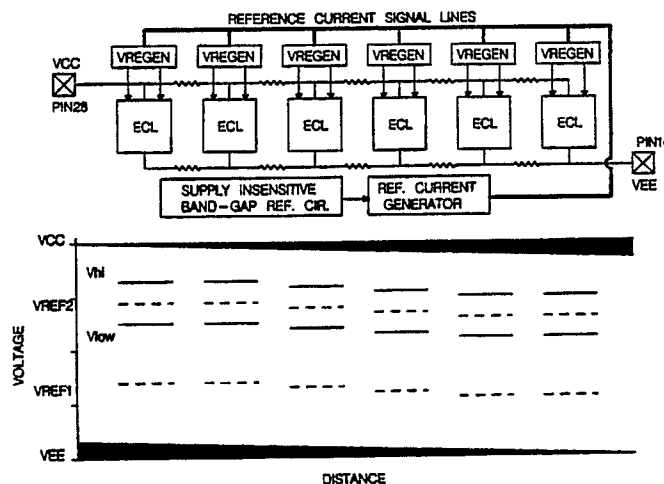 REFERENCE CURRENT SIGNAL LINES
VREGEN VREGEN VREGEN VREGEN VREGEN VREGEN
VCC
PIN28
ECL ECL ECL ECL ECL ECL
PIN14
VEE
SUPPLY INSENSITIVE
BAND-GAP REF. CIR.
REF. CURRENT
GENERATOR
VCC
Vhi
VREF2
Vlow
VOLTAGE
VREF1
VEE
DISTANCE